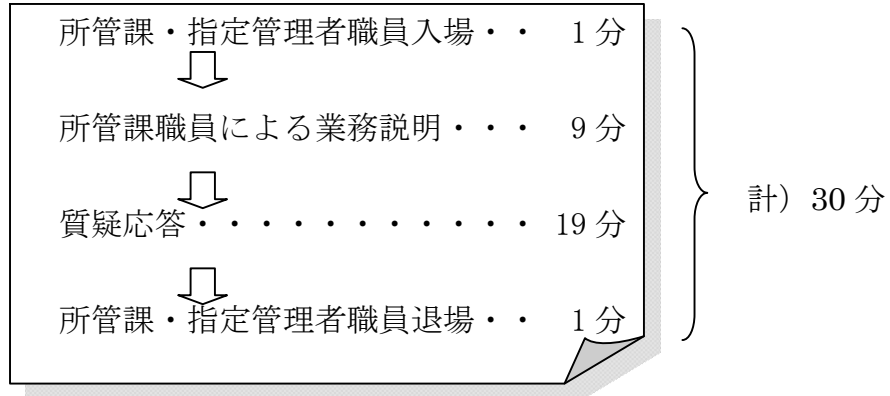 所管課・指定管理者職員入場・・ 1分
所管課職員による業務説明・・・ 9分
質疑応答・・・・・・・・・・・ 19分
所管課・指定管理者職員退場・・ 1分
計）30分